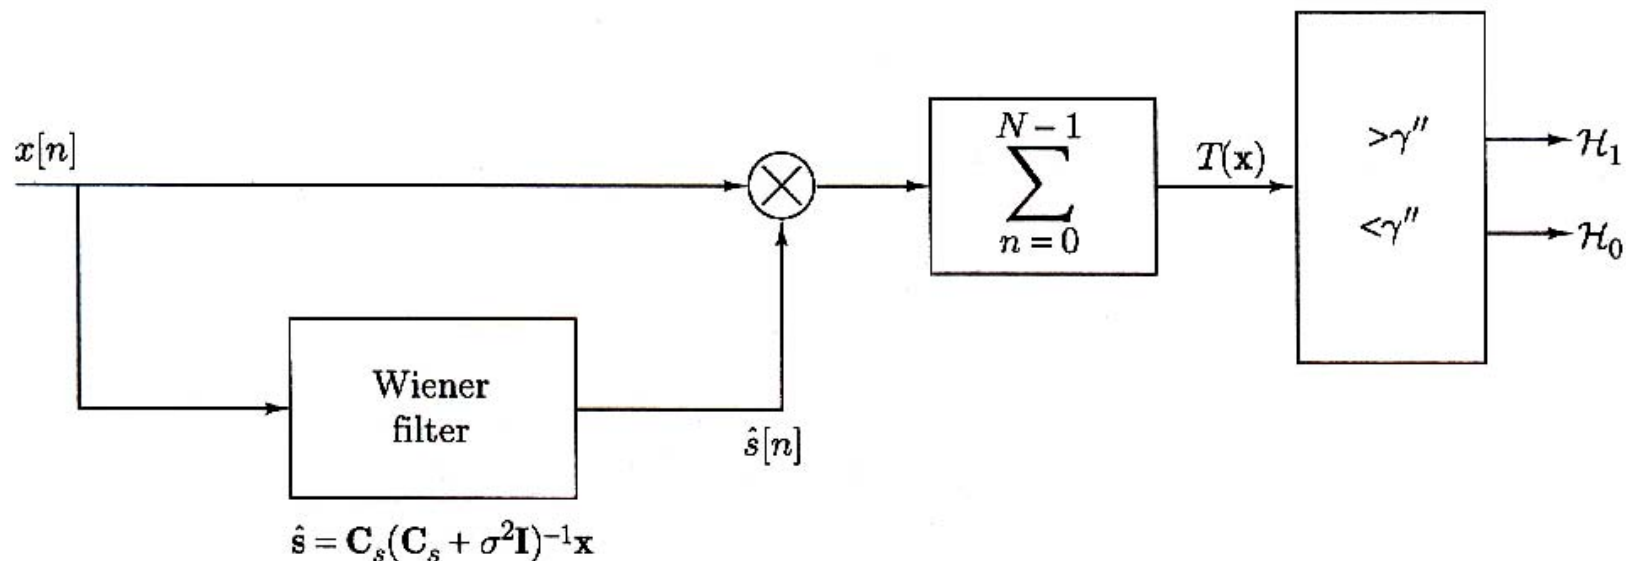 x[n]
N − 1
∑
n = 0
T(x)
>γ″
<γ″
ℋ₁
ℋ₀
Wiener
filter
ŝ[n]
ŝ = Cₛ(Cₛ + σ²I)⁻¹x